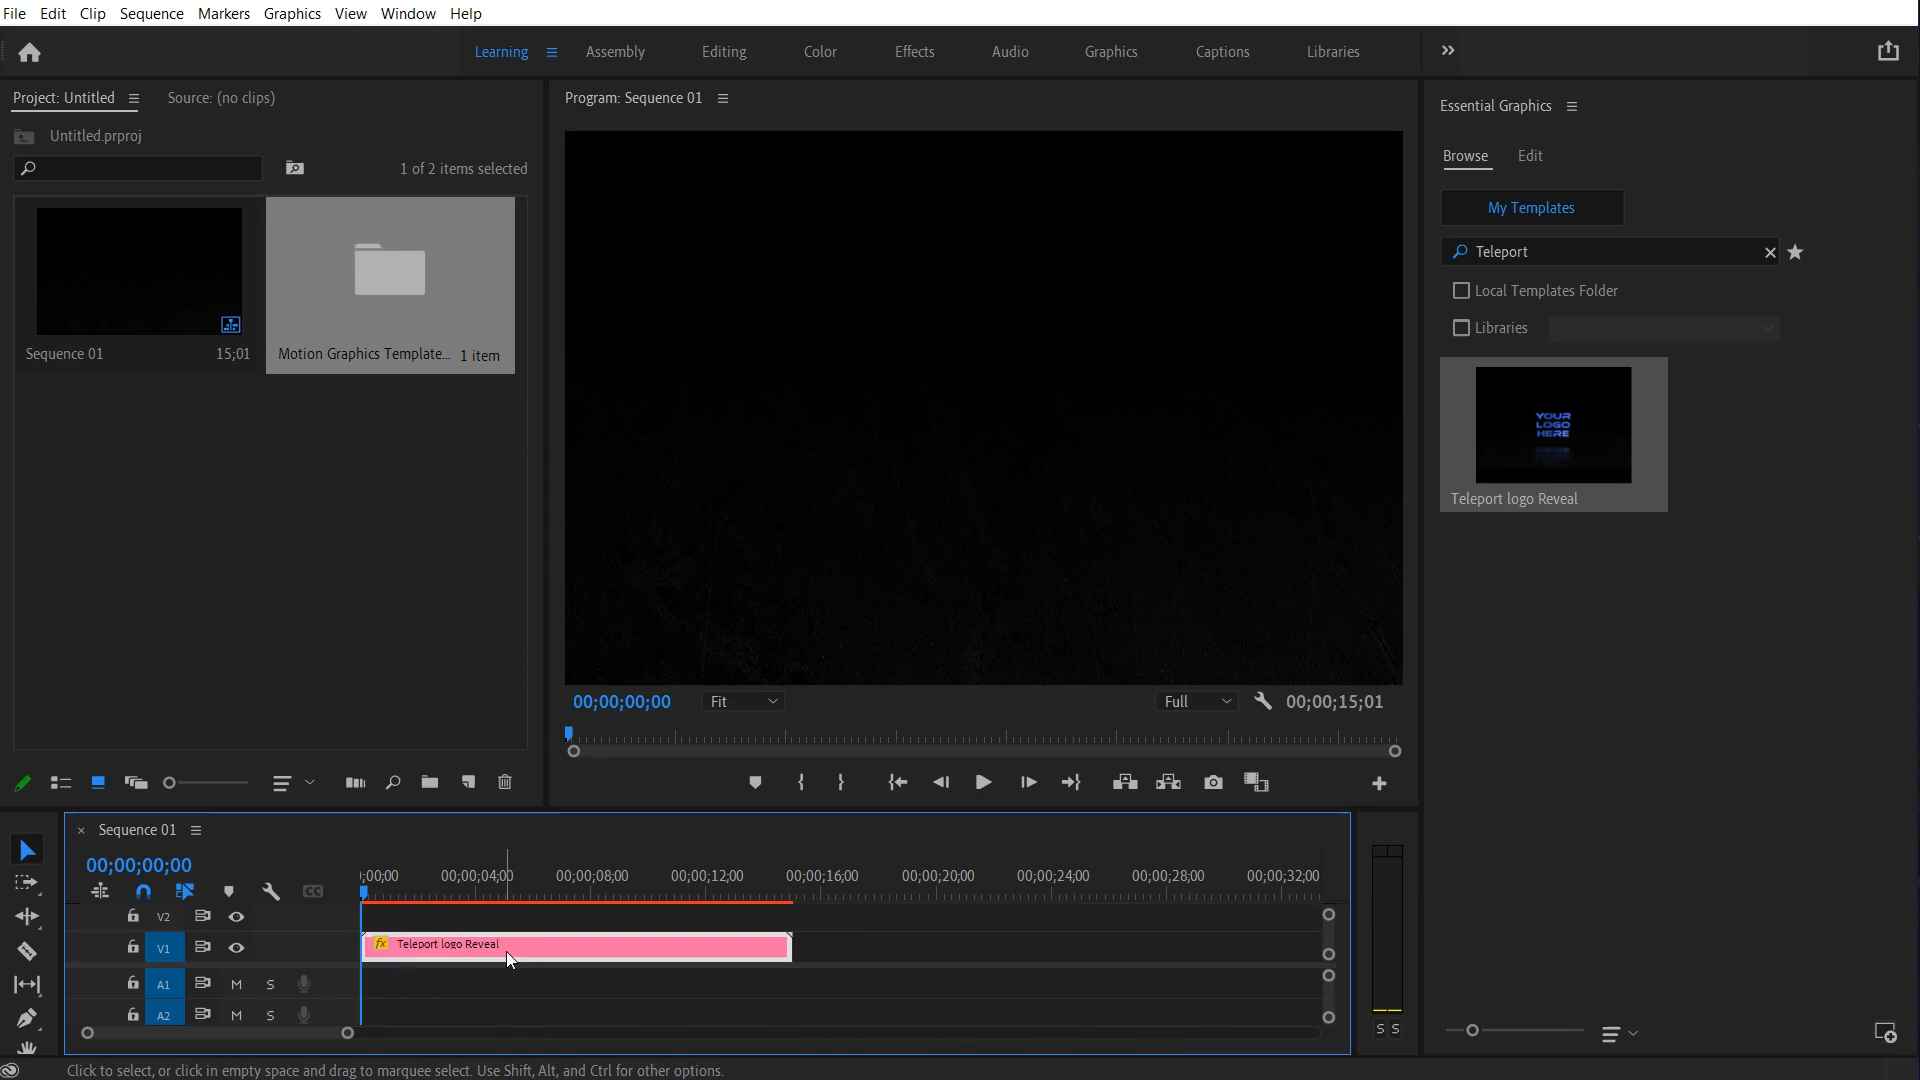 File Edit Clip Sequence Markers Graphics View Window Help
Learning Assembly Editing Color Effects Audio Graphics Captions Libraries
Project: Untitled Source: (no clips)
Untitled.prproj
1 of 2 items selected
Sequence 01 15;01
Motion Graphics Template... 1 item
Program: Sequence 01
00;00;00;00 Fit Full 00;00;15;01
Essential Graphics
Browse Edit
My Templates
Teleport
Local Templates Folder
Libraries
YOUR
LOGO
HERE
Teleport logo Reveal
Sequence 01
00;00;00;00
;00;00 00;00;04;00 00;00;08;00 00;00;12;00 00;00;16;00 00;00;20;00 00;00;24;00 00;00;28;00 00;00;32;00
CC
V2
V1 fx Teleport logo Reveal
A1 M S
A2 M S
S S
Click to select, or click in empty space and drag to marquee select. Use Shift, Alt, and Ctrl for other options.